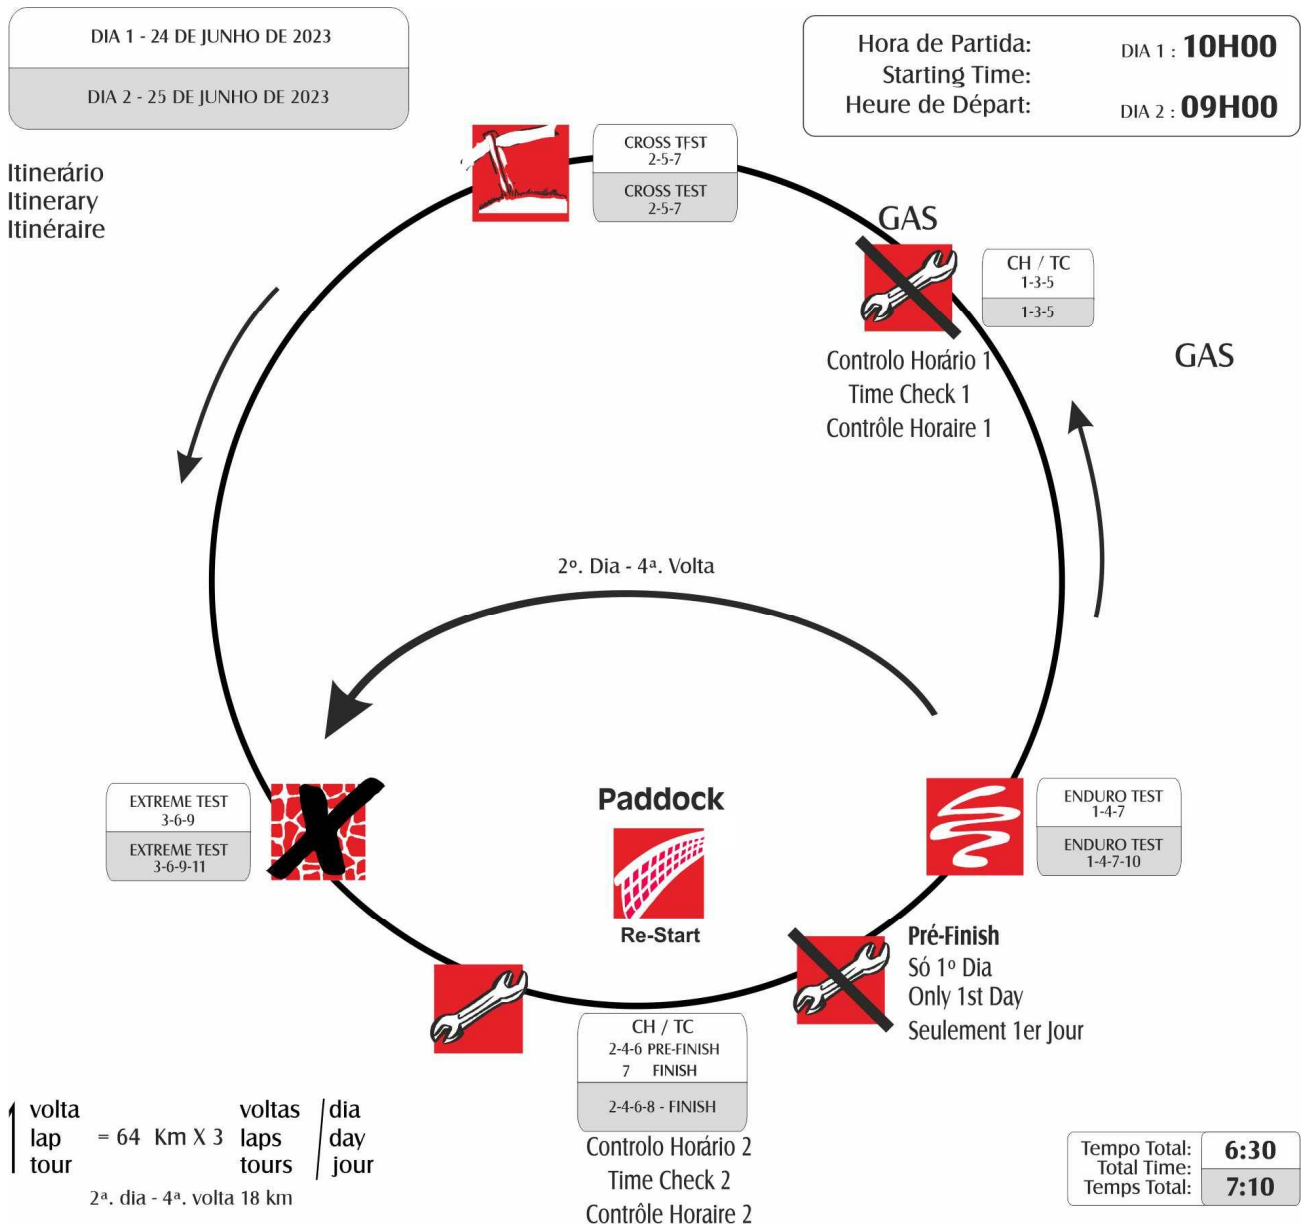 DIA 1 - 24 DE JUNHO DE 2023
DIA 2 - 25 DE JUNHO DE 2023
Hora de Partida:
Starting Time:
Heure de Départ:
DIA 1 : 10H00
DIA 2 : 09H00
Itinerário
Itinerary
Itinéraire
CROSS TFST
2-5-7
CROSS TEST
2-5-7
GAS
CH / TC
1-3-5
1-3-5
Controlo Horário 1
Time Check 1
Contrôle Horaire 1
GAS
2º. Dia - 4ª. Volta
EXTREME TEST
3-6-9
EXTREME TEST
3-6-9-11
Paddock
Re-Start
ENDURO TEST
1-4-7
ENDURO TEST
1-4-7-10
Pré-Finish
Só 1º Dia
Only 1st Day
Seulement 1er Jour
CH / TC
2-4-6 PRE-FINISH
7 FINISH
2-4-6-8 - FINISH
Controlo Horário 2
Time Check 2
Contrôle Horaire 2
1 volta voltas / dia
lap = 64 Km X 3 laps day
tour tours jour
2ª. dia - 4ª. volta 18 km
Tempo Total:
Total Time:
Temps Total:
6:30
7:10